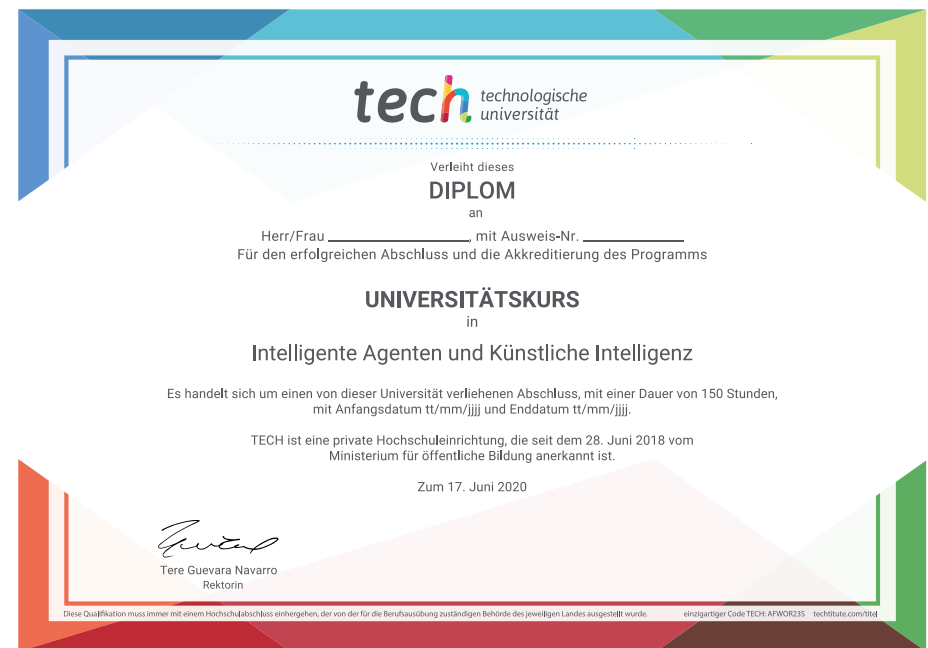 tech technologische
universität
Verleiht dieses
DIPLOM
an
Herr/Frau ____________________, mit Ausweis-Nr. ______________
Für den erfolgreichen Abschluss und die Akkreditierung des Programms
UNIVERSITÄTSKURS
in
Intelligente Agenten und Künstliche Intelligenz
Es handelt sich um einen von dieser Universität verliehenen Abschluss, mit einer Dauer von 150 Stunden,
mit Anfangsdatum tt/mm/jjjj und Enddatum tt/mm/jjjj.
TECH ist eine private Hochschuleinrichtung, die seit dem 28. Juni 2018 vom
Ministerium für öffentliche Bildung anerkannt ist.
Zum 17. Juni 2020
Tere Guevara Navarro
Rektorin
Diese Qualifikation muss immer mit einem Hochschulabschluss einhergehen, der von der für die Berufsausübung zuständigen Behörde des jeweiligen Landes ausgestellt wurde. einzigartiger Code TECH: AFWOR23S techtitute.com/titel